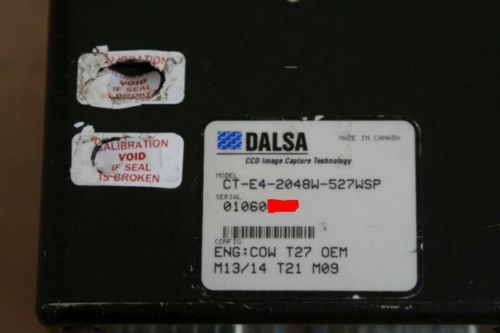 CALIBRATION
VOID
IF SEAL
IS BROKEN
CALIBRATION
VOID
IF SEAL
IS BROKEN
DALSA
MADE IN CANADA
CCD Image Capture Technology
MODEL
CT-E4-2048W-527WSP
SERIAL
01060
CONFIG
ENG:COW T27 OEM
M13/14 T21 M09